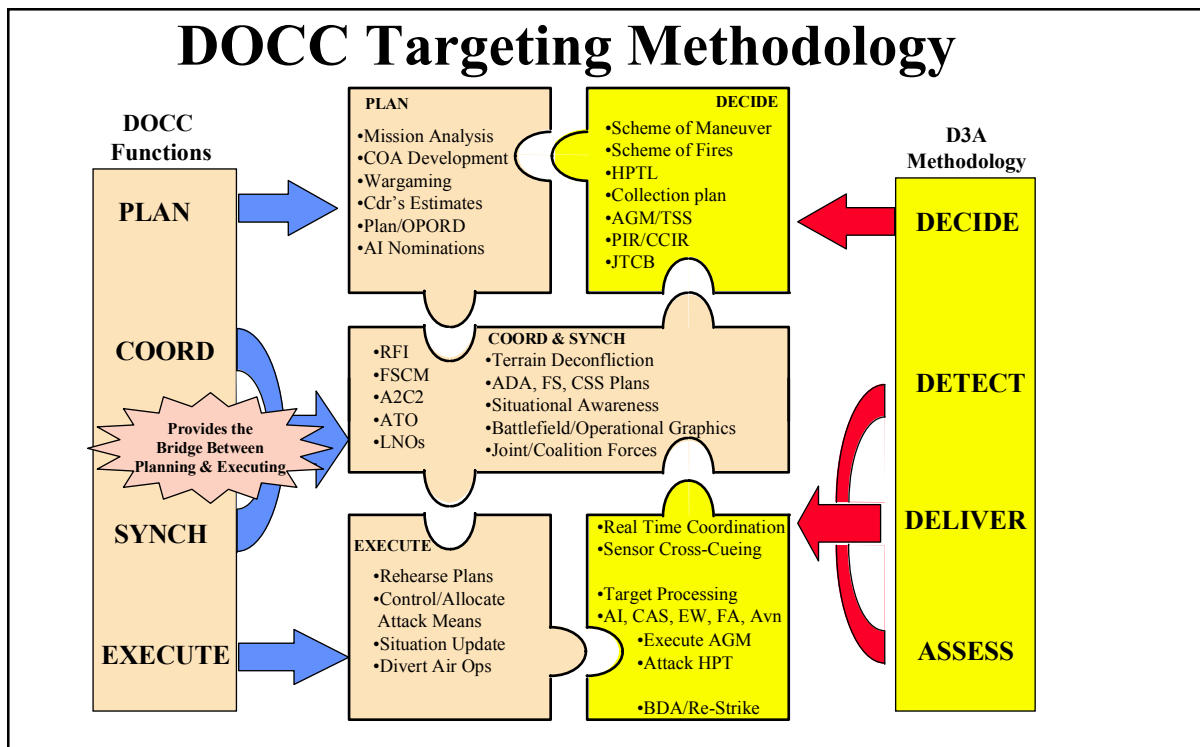 DOCC Targeting Methodology
DOCC
Functions
PLAN
COORD
Provides the
Bridge Between
Planning & Executing
SYNCH
EXECUTE
PLAN
•Mission Analysis
•COA Development
•Wargaming
•Cdr's Estimates
•Plan/OPORD
•AI Nominations
DECIDE
•Scheme of Maneuver
•Scheme of Fires
•HPTL
•Collection plan
•AGM/TSS
•PIR/CCIR
•JTCB
•RFI
•FSCM
•A2C2
•ATO
•LNOs
COORD & SYNCH
•Terrain Deconfliction
•ADA, FS, CSS Plans
•Situational Awareness
•Battlefield/Operational Graphics
•Joint/Coalition Forces
EXECUTE
•Rehearse Plans
•Control/Allocate
Attack Means
•Situation Update
•Divert Air Ops
•Real Time Coordination
•Sensor Cross-Cueing
•Target Processing
•AI, CAS, EW, FA, Avn
•Execute AGM
•Attack HPT
•BDA/Re-Strike
D3A
Methodology
DECIDE
DETECT
DELIVER
ASSESS